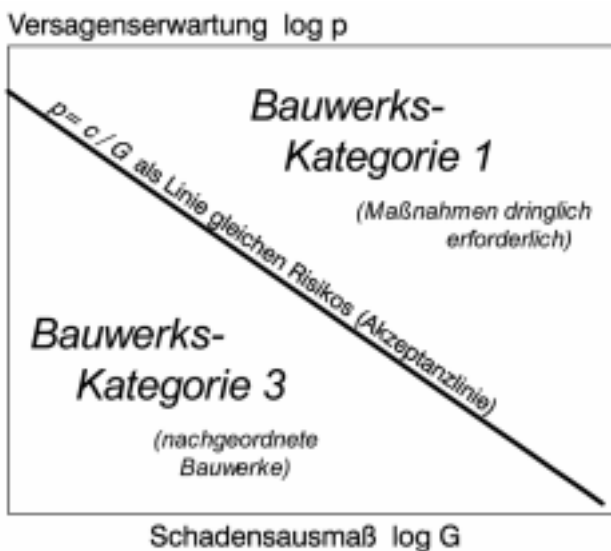 Versagenserwartung log p
Bauwerks-
Kategorie 1
(Maßnahmen dringlich
erforderlich)
p= c / G als Linie gleichen Risikos (Akzeptanzlinie)
Bauwerks-
Kategorie 3
(nachgeordnete
Bauwerke)
Schadensausmaß log G